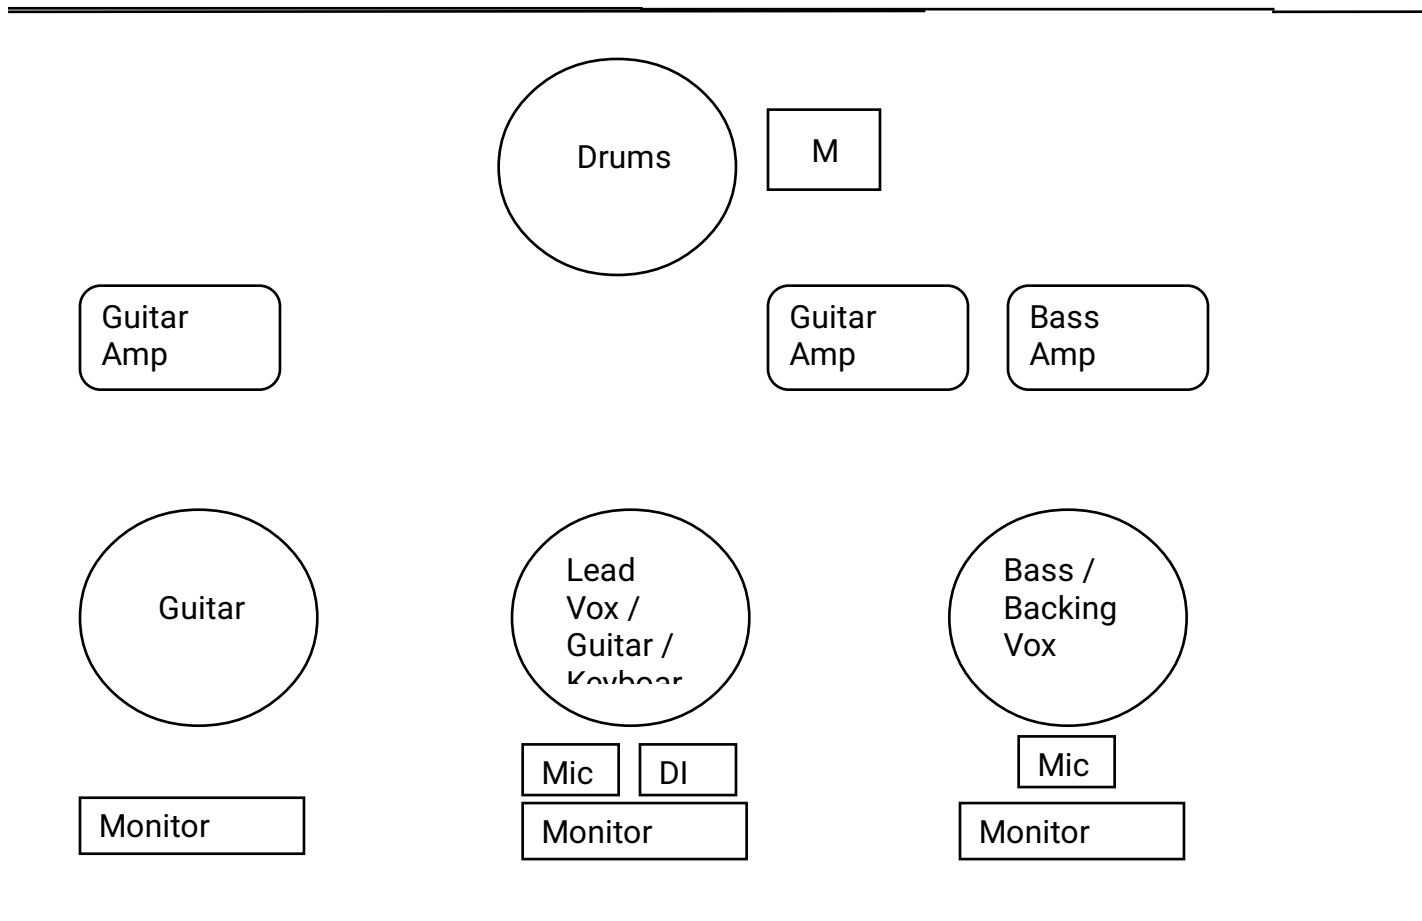 Drums
M
Guitar
Amp
Guitar
Amp
Bass
Amp
Guitar
Lead
Vox /
Guitar /
Keyboar
Bass /
Backing
Vox
Mic
DI
Mic
Monitor
Monitor
Monitor